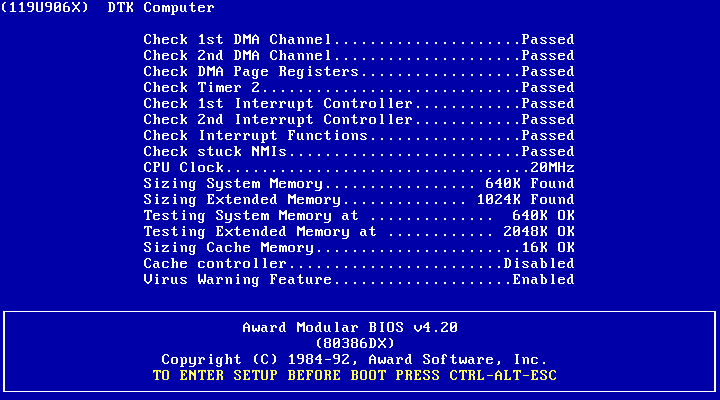 (119U906X)  DTK Computer
Check 1st DMA Channel.....................Passed
Check 2nd DMA Channel.....................Passed
Check DMA Page Registers..................Passed
Check Timer 2.............................Passed
Check 1st Interrupt Controller............Passed
Check 2nd Interrupt Controller............Passed
Check Interrupt Functions.................Passed
Check stuck NMIs..........................Passed
CPU Clock..................................20MHz
Sizing System Memory................. 640K Found
Sizing Extended Memory.............. 1024K Found
Testing System Memory at ..............  640K OK
Testing Extended Memory at ............ 2048K OK
Sizing Cache Memory.......................16K OK
Cache controller........................Disabled
Virus Warning Feature....................Enabled
Award Modular BIOS v4.20
(80386DX)
Copyright (C) 1984-92, Award Software, Inc.
TO ENTER SETUP BEFORE BOOT PRESS CTRL-ALT-ESC